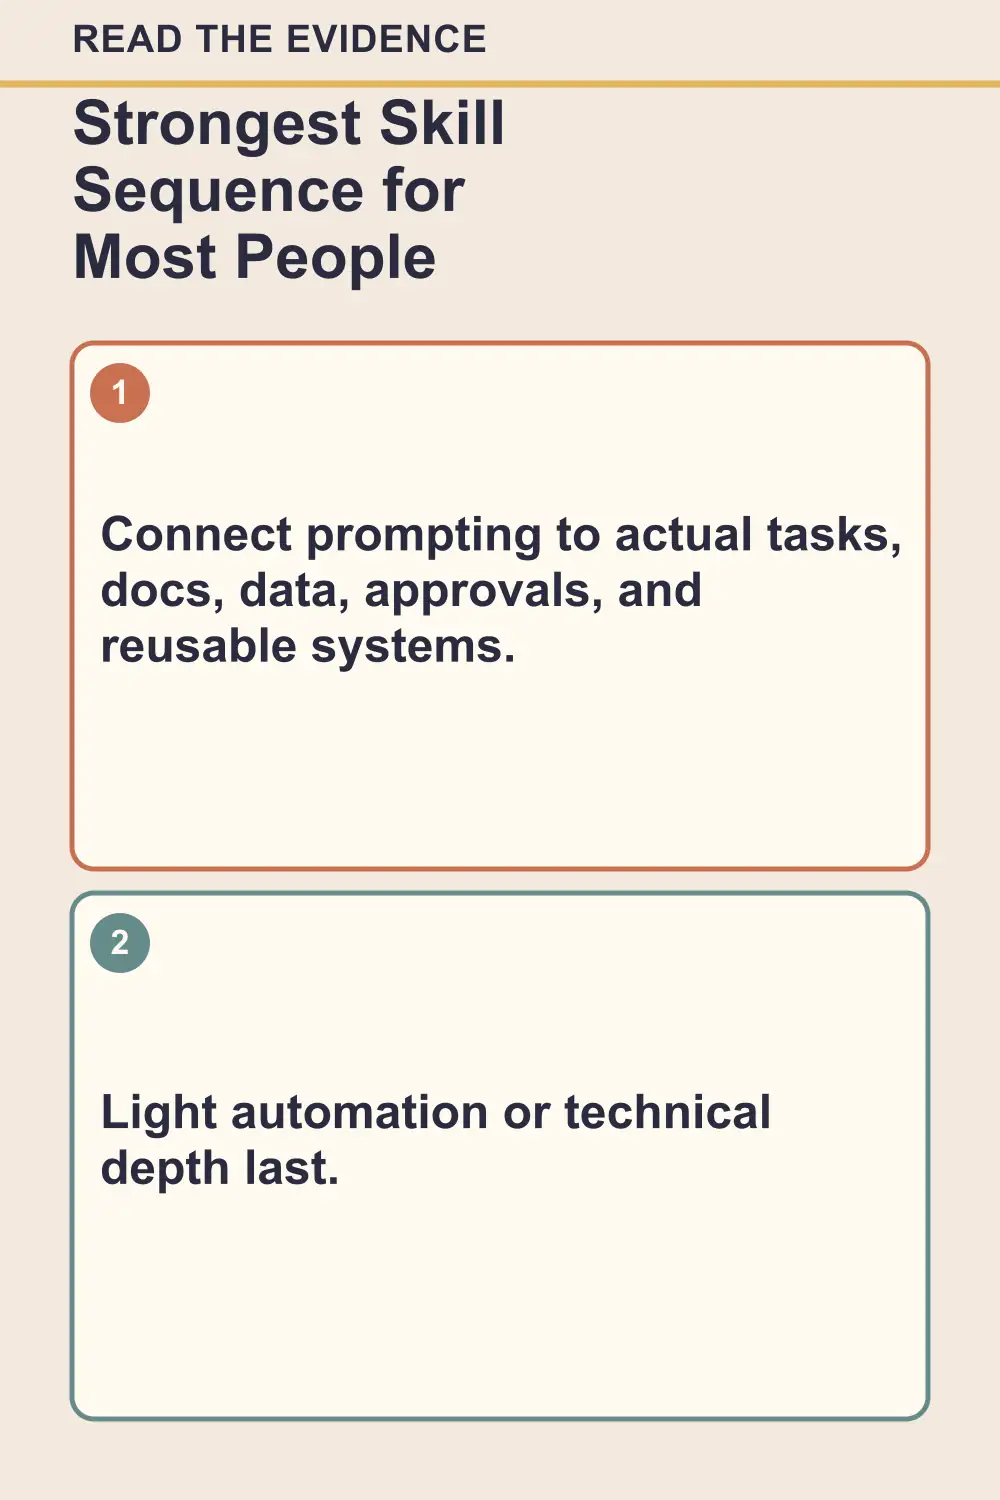 READ THE EVIDENCE
Strongest Skill
Sequence for
Most People
1
Connect prompting to actual tasks,
docs, data, approvals, and
reusable systems.
2
Light automation or technical
depth last.